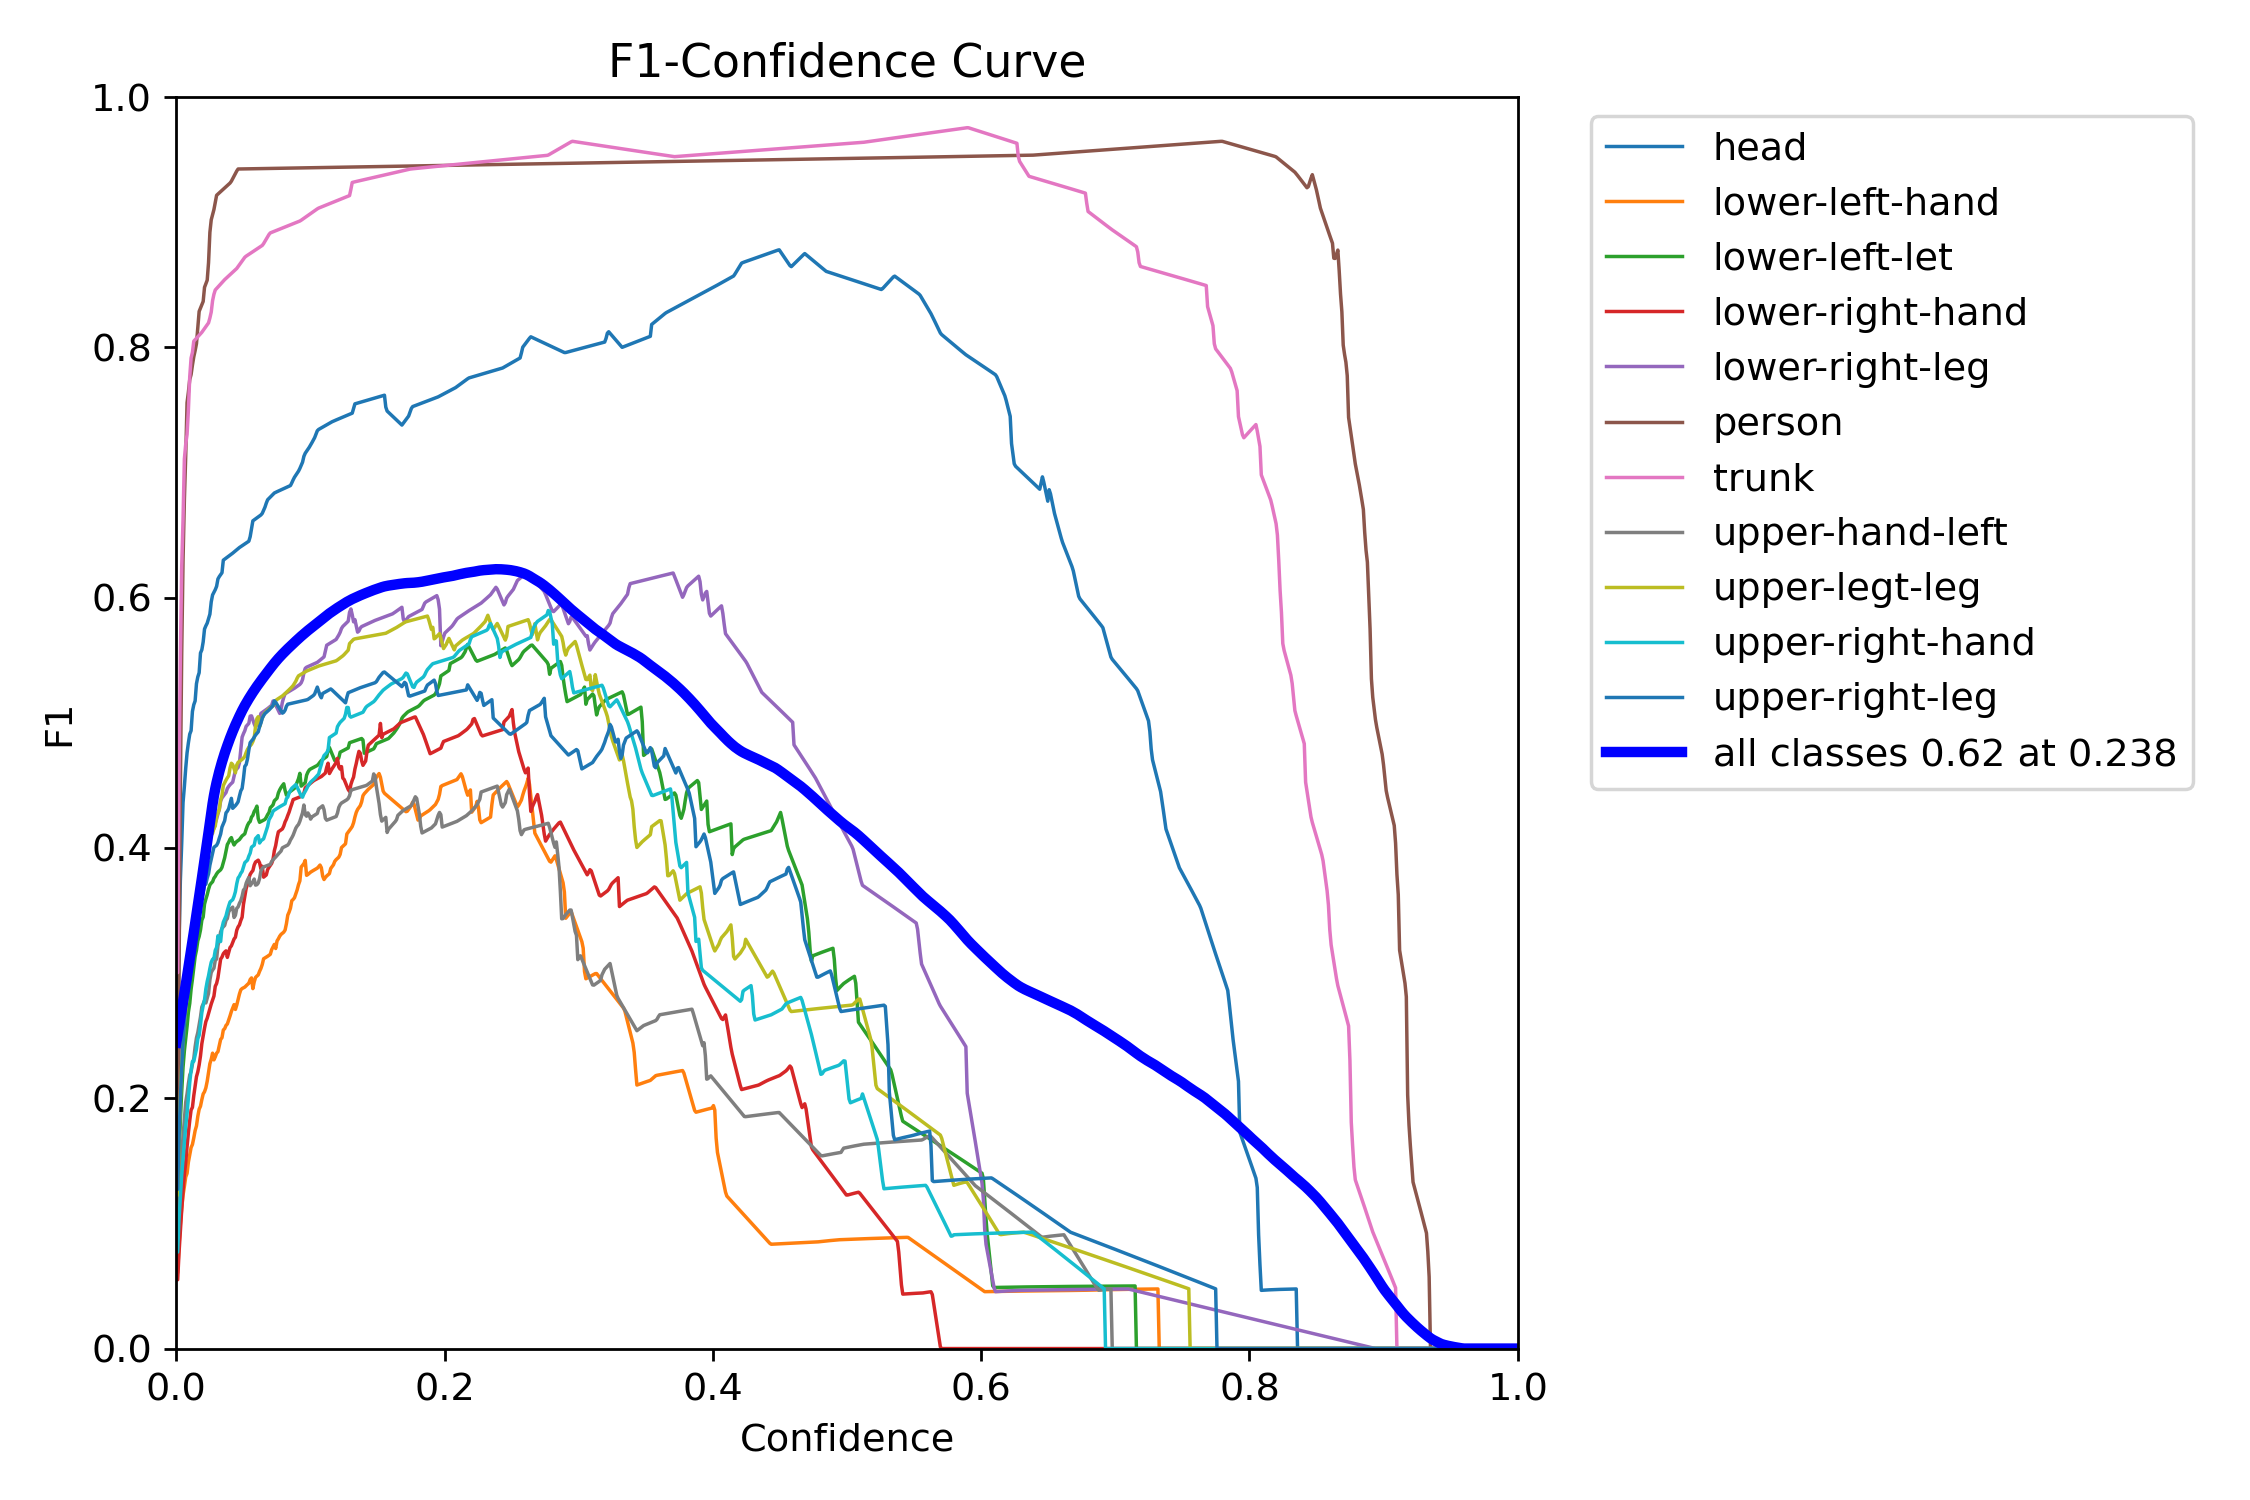 F1-Confidence Curve
1.0
0.8
0.6
0.4
0.2
0.0
F1
0.0 0.2 0.4 0.6 0.8 1.0
Confidence
head
lower-left-hand
lower-left-let
lower-right-hand
lower-right-leg
person
trunk
upper-hand-left
upper-legt-leg
upper-right-hand
upper-right-leg
all classes 0.62 at 0.238